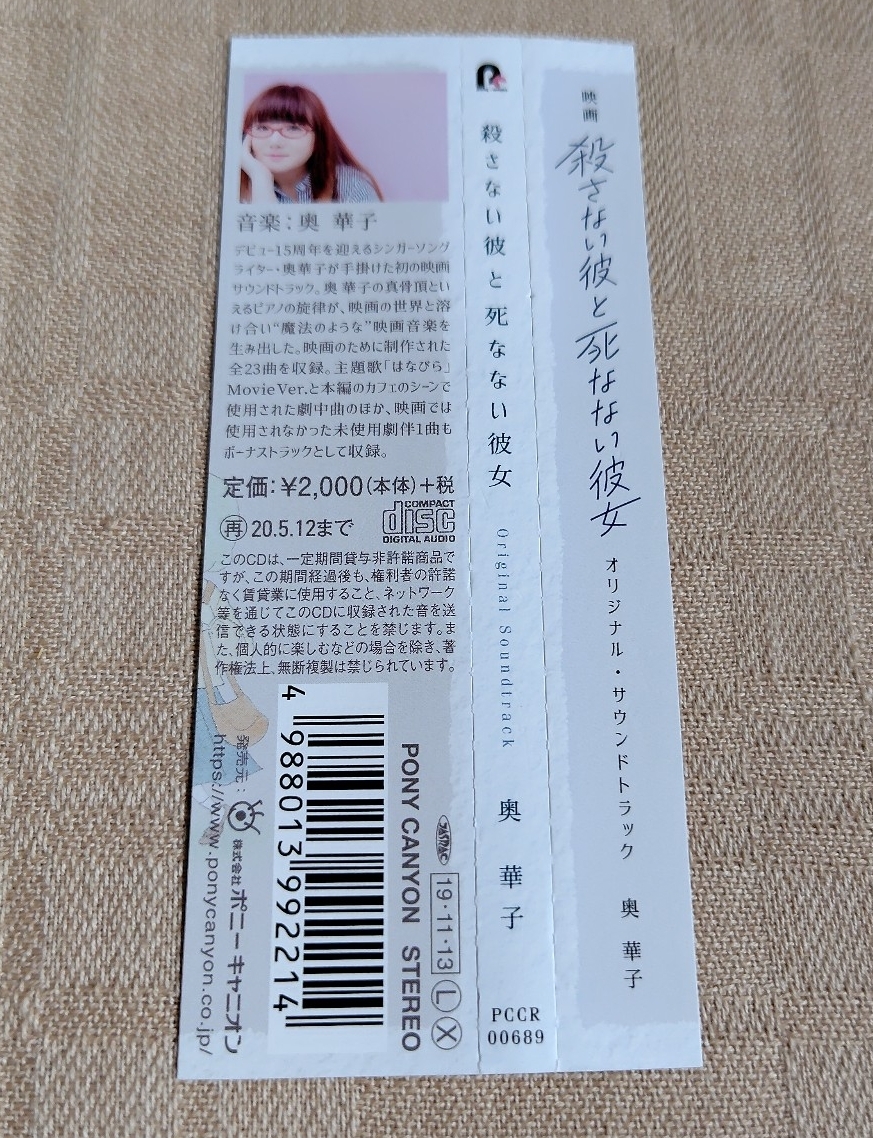 映画
殺さない彼と死なない彼女
オリジナル・サウンドトラック 奥 華子
殺さない彼と死なない彼女
Original Soundtrack
奥 華子
PCCR
00689
音楽:奥 華子
デビュー15周年を迎えるシンガーソング
ライター・奥華子が手掛けた初の映画
サウンドトラック。奥 華子の真骨頂とい
えるピアノの旋律が、映画の世界と溶
け合い“魔法のような”映画音楽を
生み出した。映画のために制作された
全23曲を収録。主題歌「はなびら」
MovieVer.と本編のカフェのシーンで
使用された劇中曲のほか、映画では
使用されなかった未使用劇伴1曲も
ボーナストラックとして収録。
定価:¥2,000(本体)+税
再 20.5.12まで
COMPACT
disc
DIGITAL AUDIO
このCDは、一定期間貸与非許諾商品で
すが、この期間経過後も、権利者の許諾
なく賃貸業に使用すること、ネットワーク
等を通じてこのCDに収録された音を送
信できる状態にすることを禁じます。ま
た、個人的に楽しむなどの場合を除き、著
作権法上、無断複製は禁じられています。
JASRAC
19・11・13 L X
PONY CANYON STEREO
4 988013 992214
発売元:株式会社ポニーキャニオン
https://www.ponycanyon.co.jp/